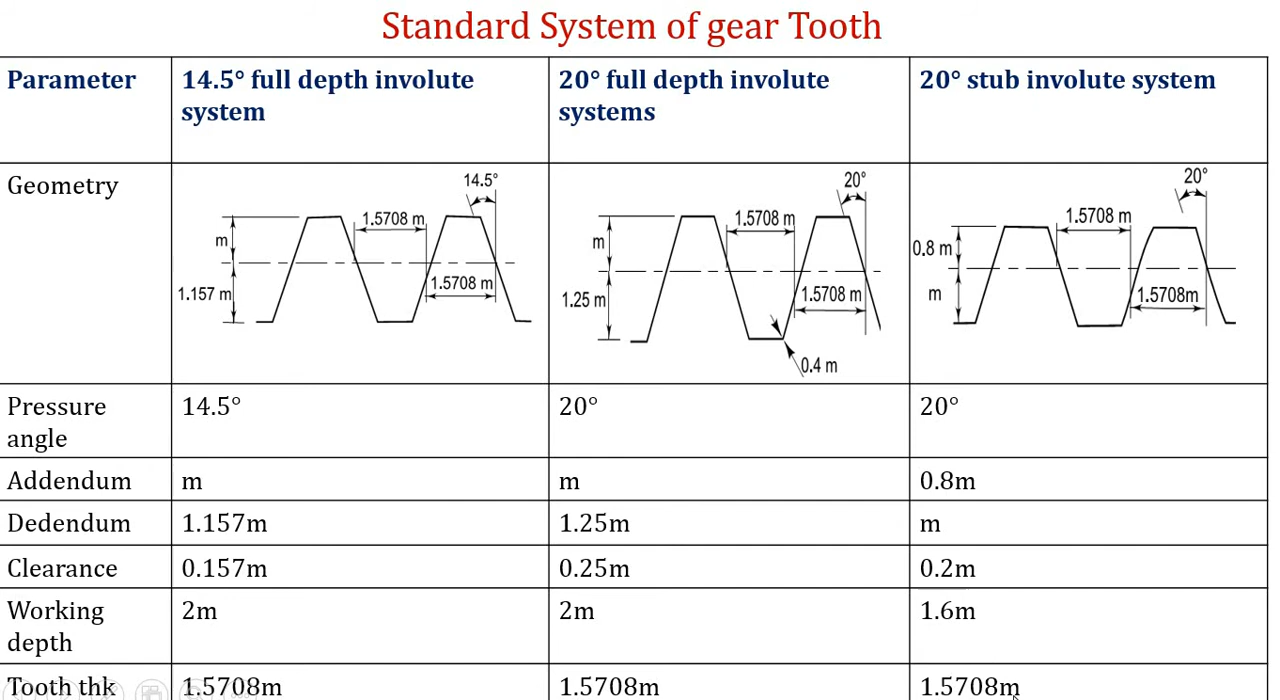 Standard System of gear Tooth
Parameter
14.5° full depth involute
system
20° full depth involute
systems
20° stub involute system
Geometry
14.5°
1.5708 m
m
1.5708 m
1.157 m
20°
1.5708 m
m
1.5708 m
1.25 m
0.4 m
20°
1.5708 m
0.8 m
m
1.5708m
Pressure
angle
14.5°
20°
20°
Addendum
m
m
0.8m
Dedendum
1.157m
1.25m
m
Clearance
0.157m
0.25m
0.2m
Working
depth
2m
2m
1.6m
Tooth thk
1.5708m
1.5708m
1.5708m